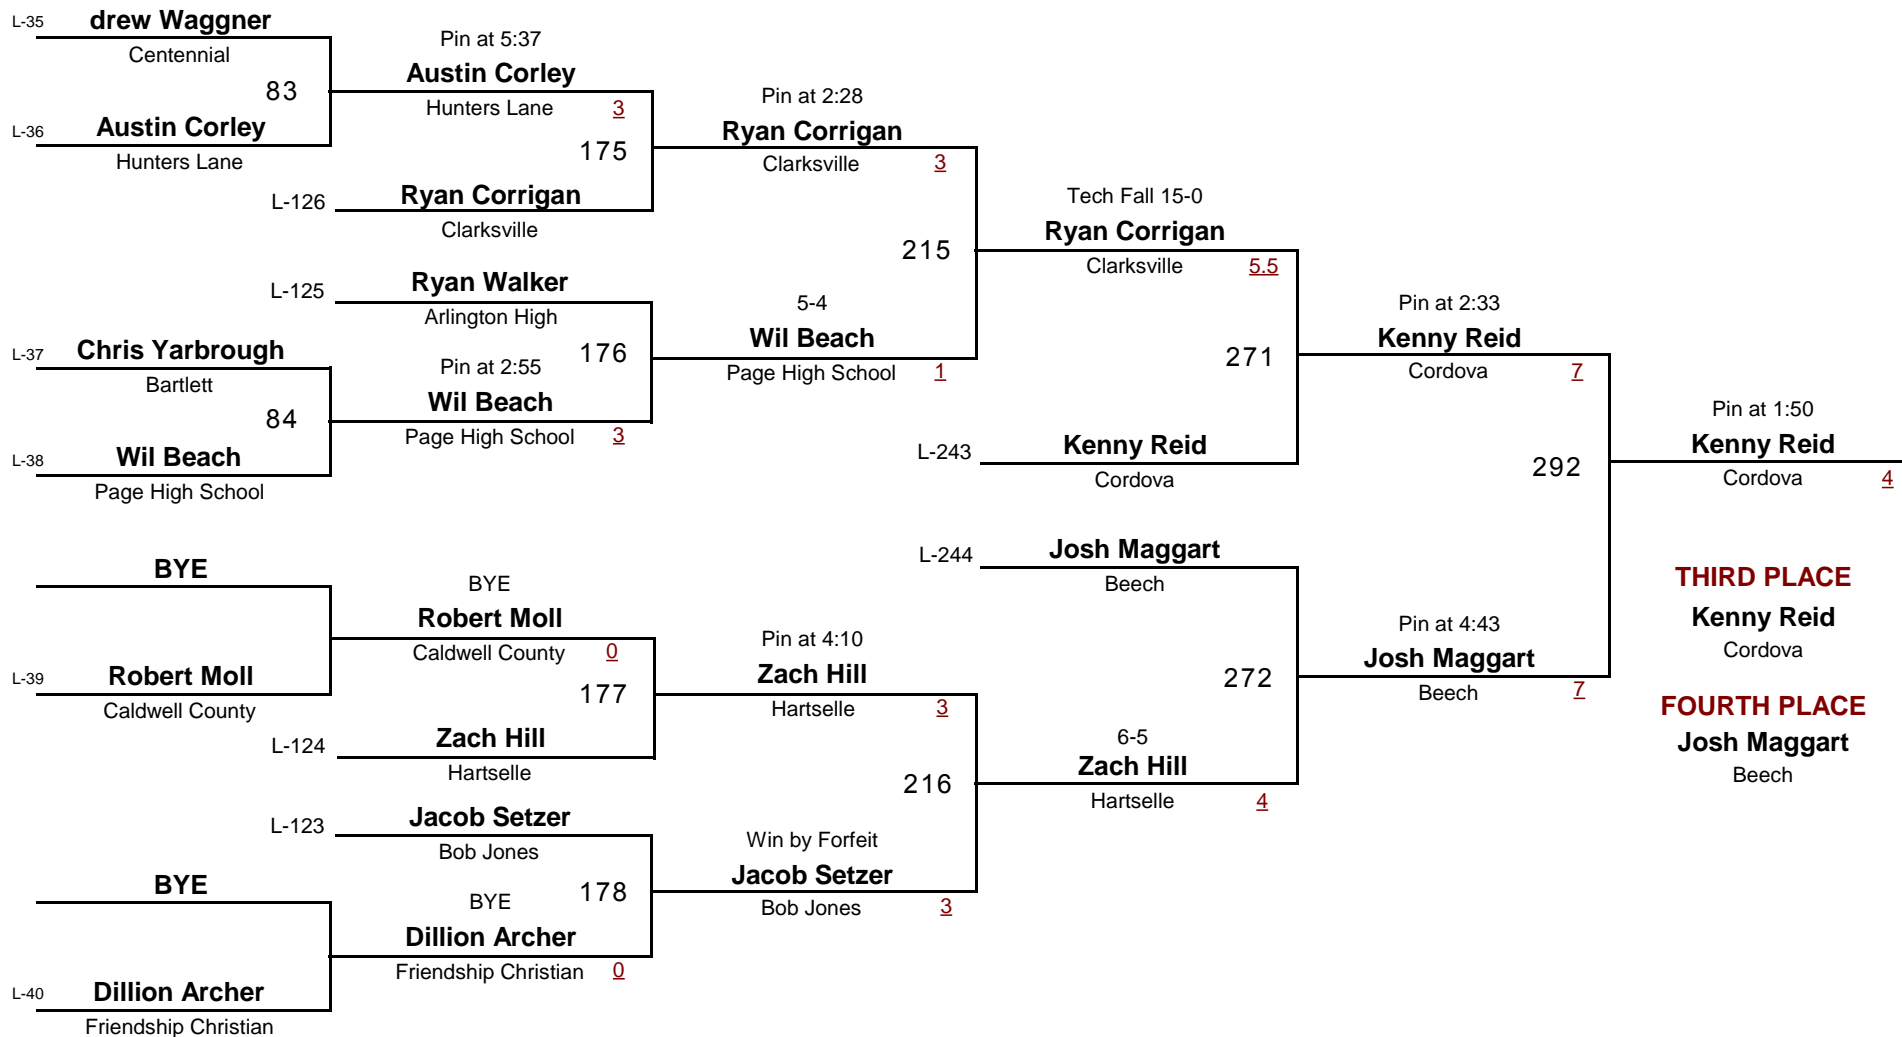 L-35
drew Waggner
Centennial
83
L-36
Austin Corley
Hunters Lane
Pin at 5:37
Austin Corley
Hunters Lane
3
175
L-126
Ryan Corrigan
Clarksville
L-125
Ryan Walker
Arlington High
L-37
Chris Yarbrough
Bartlett
84
L-38
Wil Beach
Page High School
Pin at 2:55
Wil Beach
Page High School
3
176
BYE
L-39
Robert Moll
Caldwell County
BYE
Robert Moll
Caldwell County
0
177
L-124
Zach Hill
Hartselle
L-123
Jacob Setzer
Bob Jones
BYE
L-40
Dillion Archer
Friendship Christian
BYE
Dillion Archer
Friendship Christian
0
178
Pin at 2:28
Ryan Corrigan
Clarksville
3
215
5-4
Wil Beach
Page High School
1
Pin at 4:10
Zach Hill
Hartselle
3
216
Win by Forfeit
Jacob Setzer
Bob Jones
3
Tech Fall 15-0
Ryan Corrigan
Clarksville
5.5
271
L-243
Kenny Reid
Cordova
L-244
Josh Maggart
Beech
272
6-5
Zach Hill
Hartselle
4
Pin at 2:33
Kenny Reid
Cordova
7
292
Pin at 4:43
Josh Maggart
Beech
7
Pin at 1:50
Kenny Reid
Cordova
4
THIRD PLACE
Kenny Reid
Cordova
FOURTH PLACE
Josh Maggart
Beech